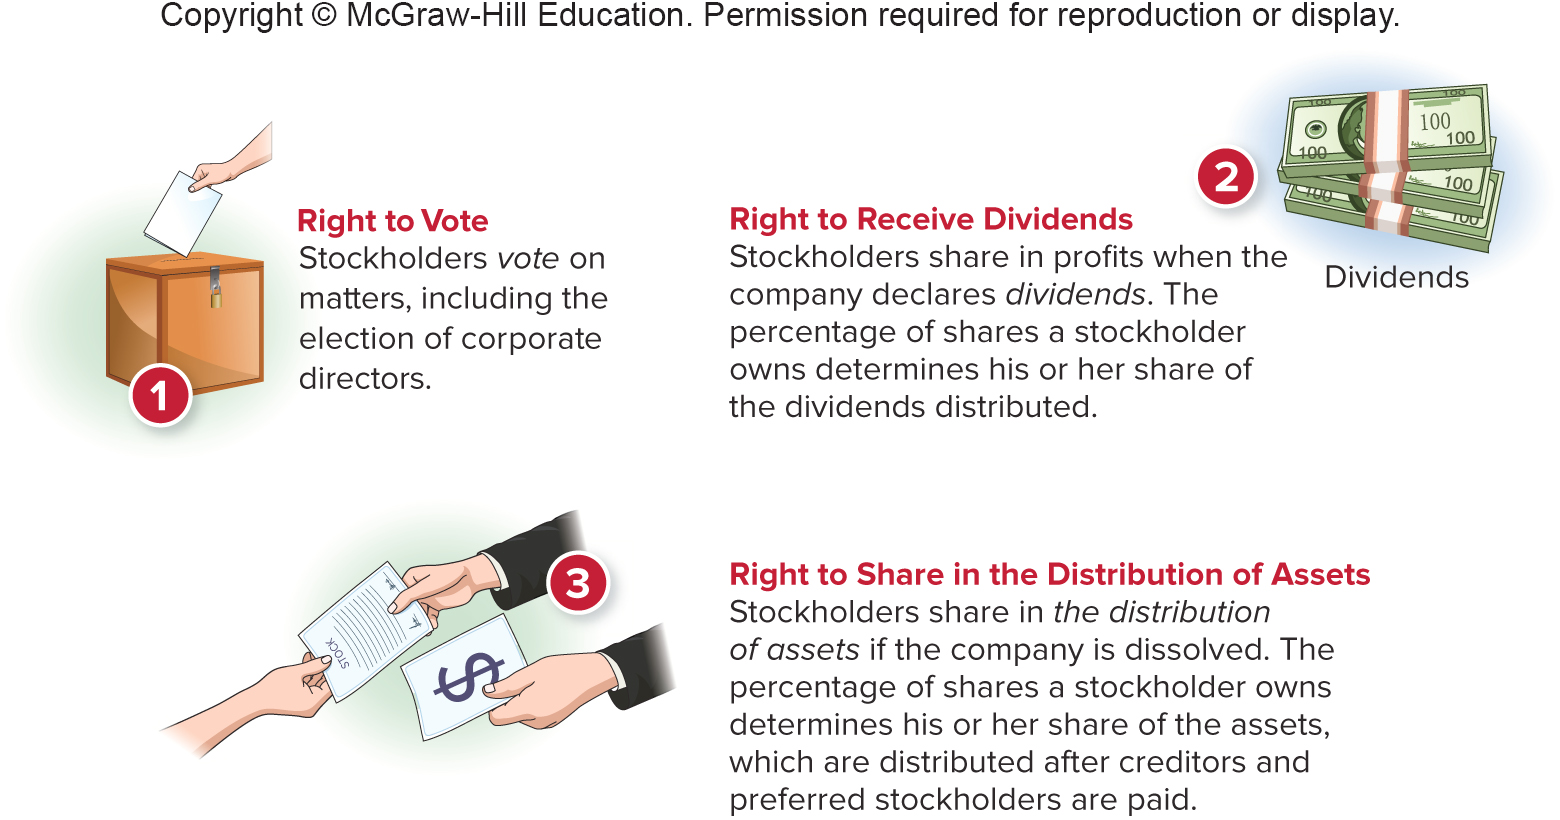 Copyright © McGraw-Hill Education. Permission required for reproduction or display.
1
Right to Vote
Stockholders vote on
matters, including the
election of corporate
directors.
2
100
100
100
100
100
100
100
100
100
Dividends
Right to Receive Dividends
Stockholders share in profits when the
company declares dividends. The
percentage of shares a stockholder
owns determines his or her share of
the dividends distributed.
3
STOCK
$
Right to Share in the Distribution of Assets
Stockholders share in the distribution
of assets if the company is dissolved. The
percentage of shares a stockholder owns
determines his or her share of the assets,
which are distributed after creditors and
preferred stockholders are paid.